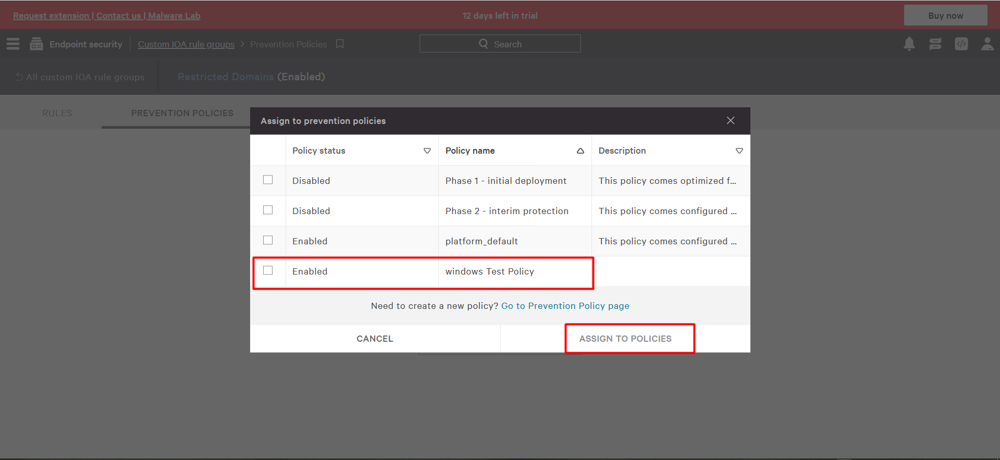 Request extension | Contact us | Malware Lab
12 days left in trial
Buy now
Endpoint security
Custom IOA rule groups > Prevention Policies
Search
All custom IOA rule groups
Restricted Domains (Enabled)
RULES
PREVENTION POLICIES
Assign to prevention policies
Policy status
Policy name
Description
Disabled
Phase 1 - initial deployment
This policy comes optimized f...
Disabled
Phase 2 - interim protection
This policy comes configured ...
Enabled
platform_default
This policy comes configured ...
Enabled
windows Test Policy
Need to create a new policy? Go to Prevention Policy page
CANCEL
ASSIGN TO POLICIES